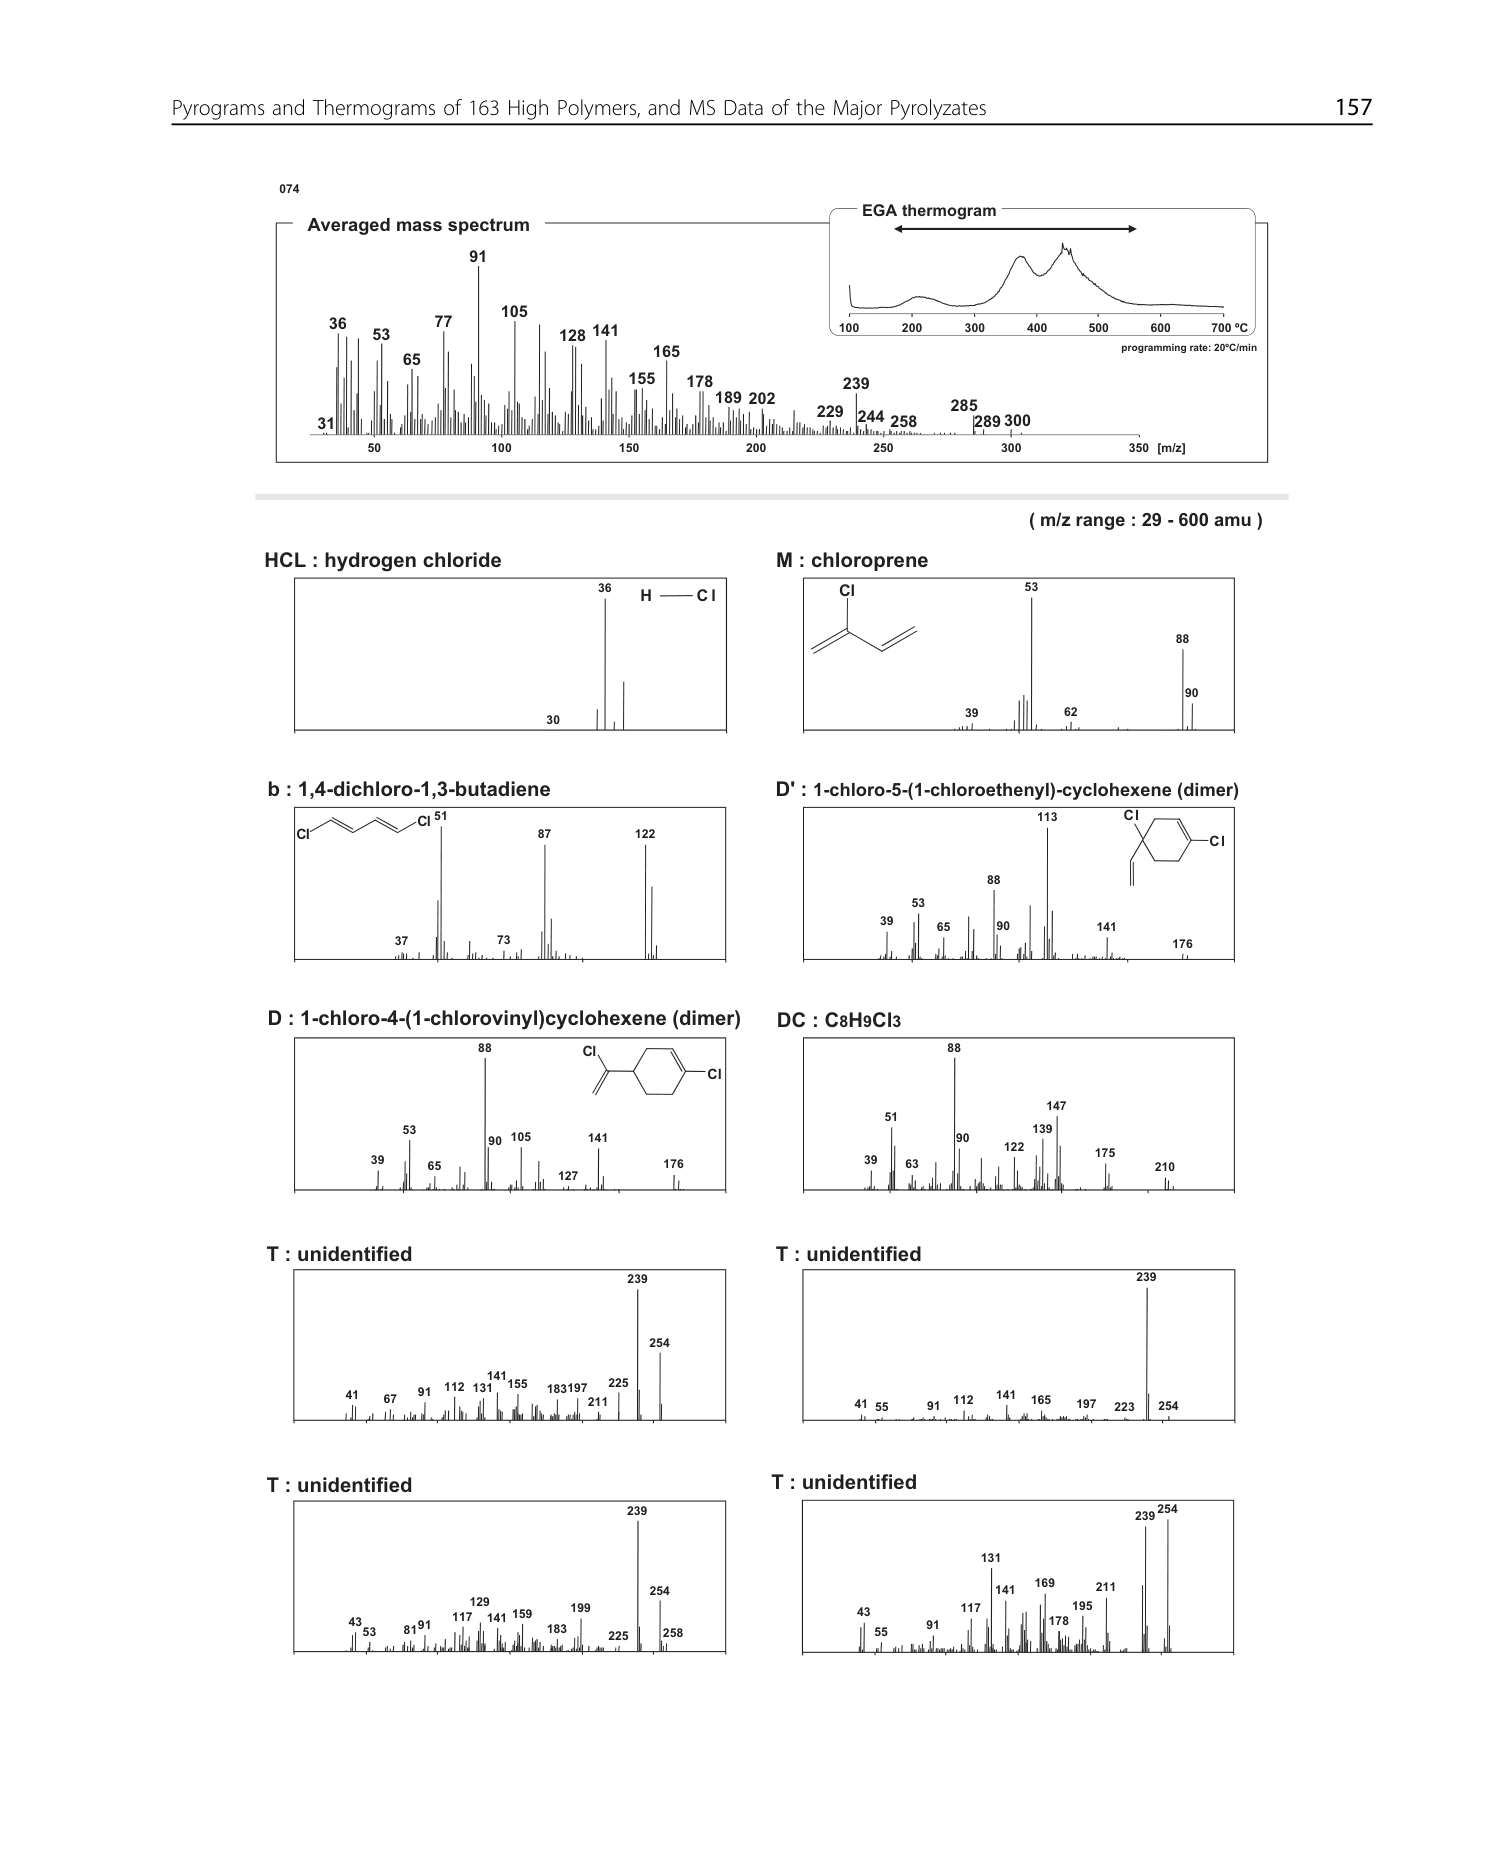 Pyrograms and Thermograms of 163 High Polymers, and MS Data of the Major Pyrolyzates 157
074
Averaged mass spectrum
EGA thermogram
100 200 300 400 500 600 700 ºC
programming rate: 20ºC/min
31 36 53 65 77 91 105 128 141 155 165 178 189 202 229 239 244 258 285 289 300
50 100 150 200 250 300 350 [m/z]
( m/z range : 29 - 600 amu )
HCL : hydrogen chloride
30 36
H Cl
M : chloroprene
Cl
39 53 62 88 90
b : 1,4-dichloro-1,3-butadiene
Cl Cl
37 51 73 87 122
D' : 1-chloro-5-(1-chloroethenyl)-cyclohexene (dimer)
Cl Cl
39 53 65 88 90 113 141 176
D : 1-chloro-4-(1-chlorovinyl)cyclohexene (dimer)
Cl Cl
39 53 65 88 90 105 127 141 176
DC : C8H9Cl3
39 51 63 88 90 122 139 147 175 210
T : unidentified
41 67 91 112 131 141 155 183 197 211 225 239 254
T : unidentified
41 55 91 112 141 165 197 223 239 254
T : unidentified
43 53 81 91 117 129 141 159 183 199 225 239 254 258
T : unidentified
43 55 91 117 131 141 169 178 195 211 239 254